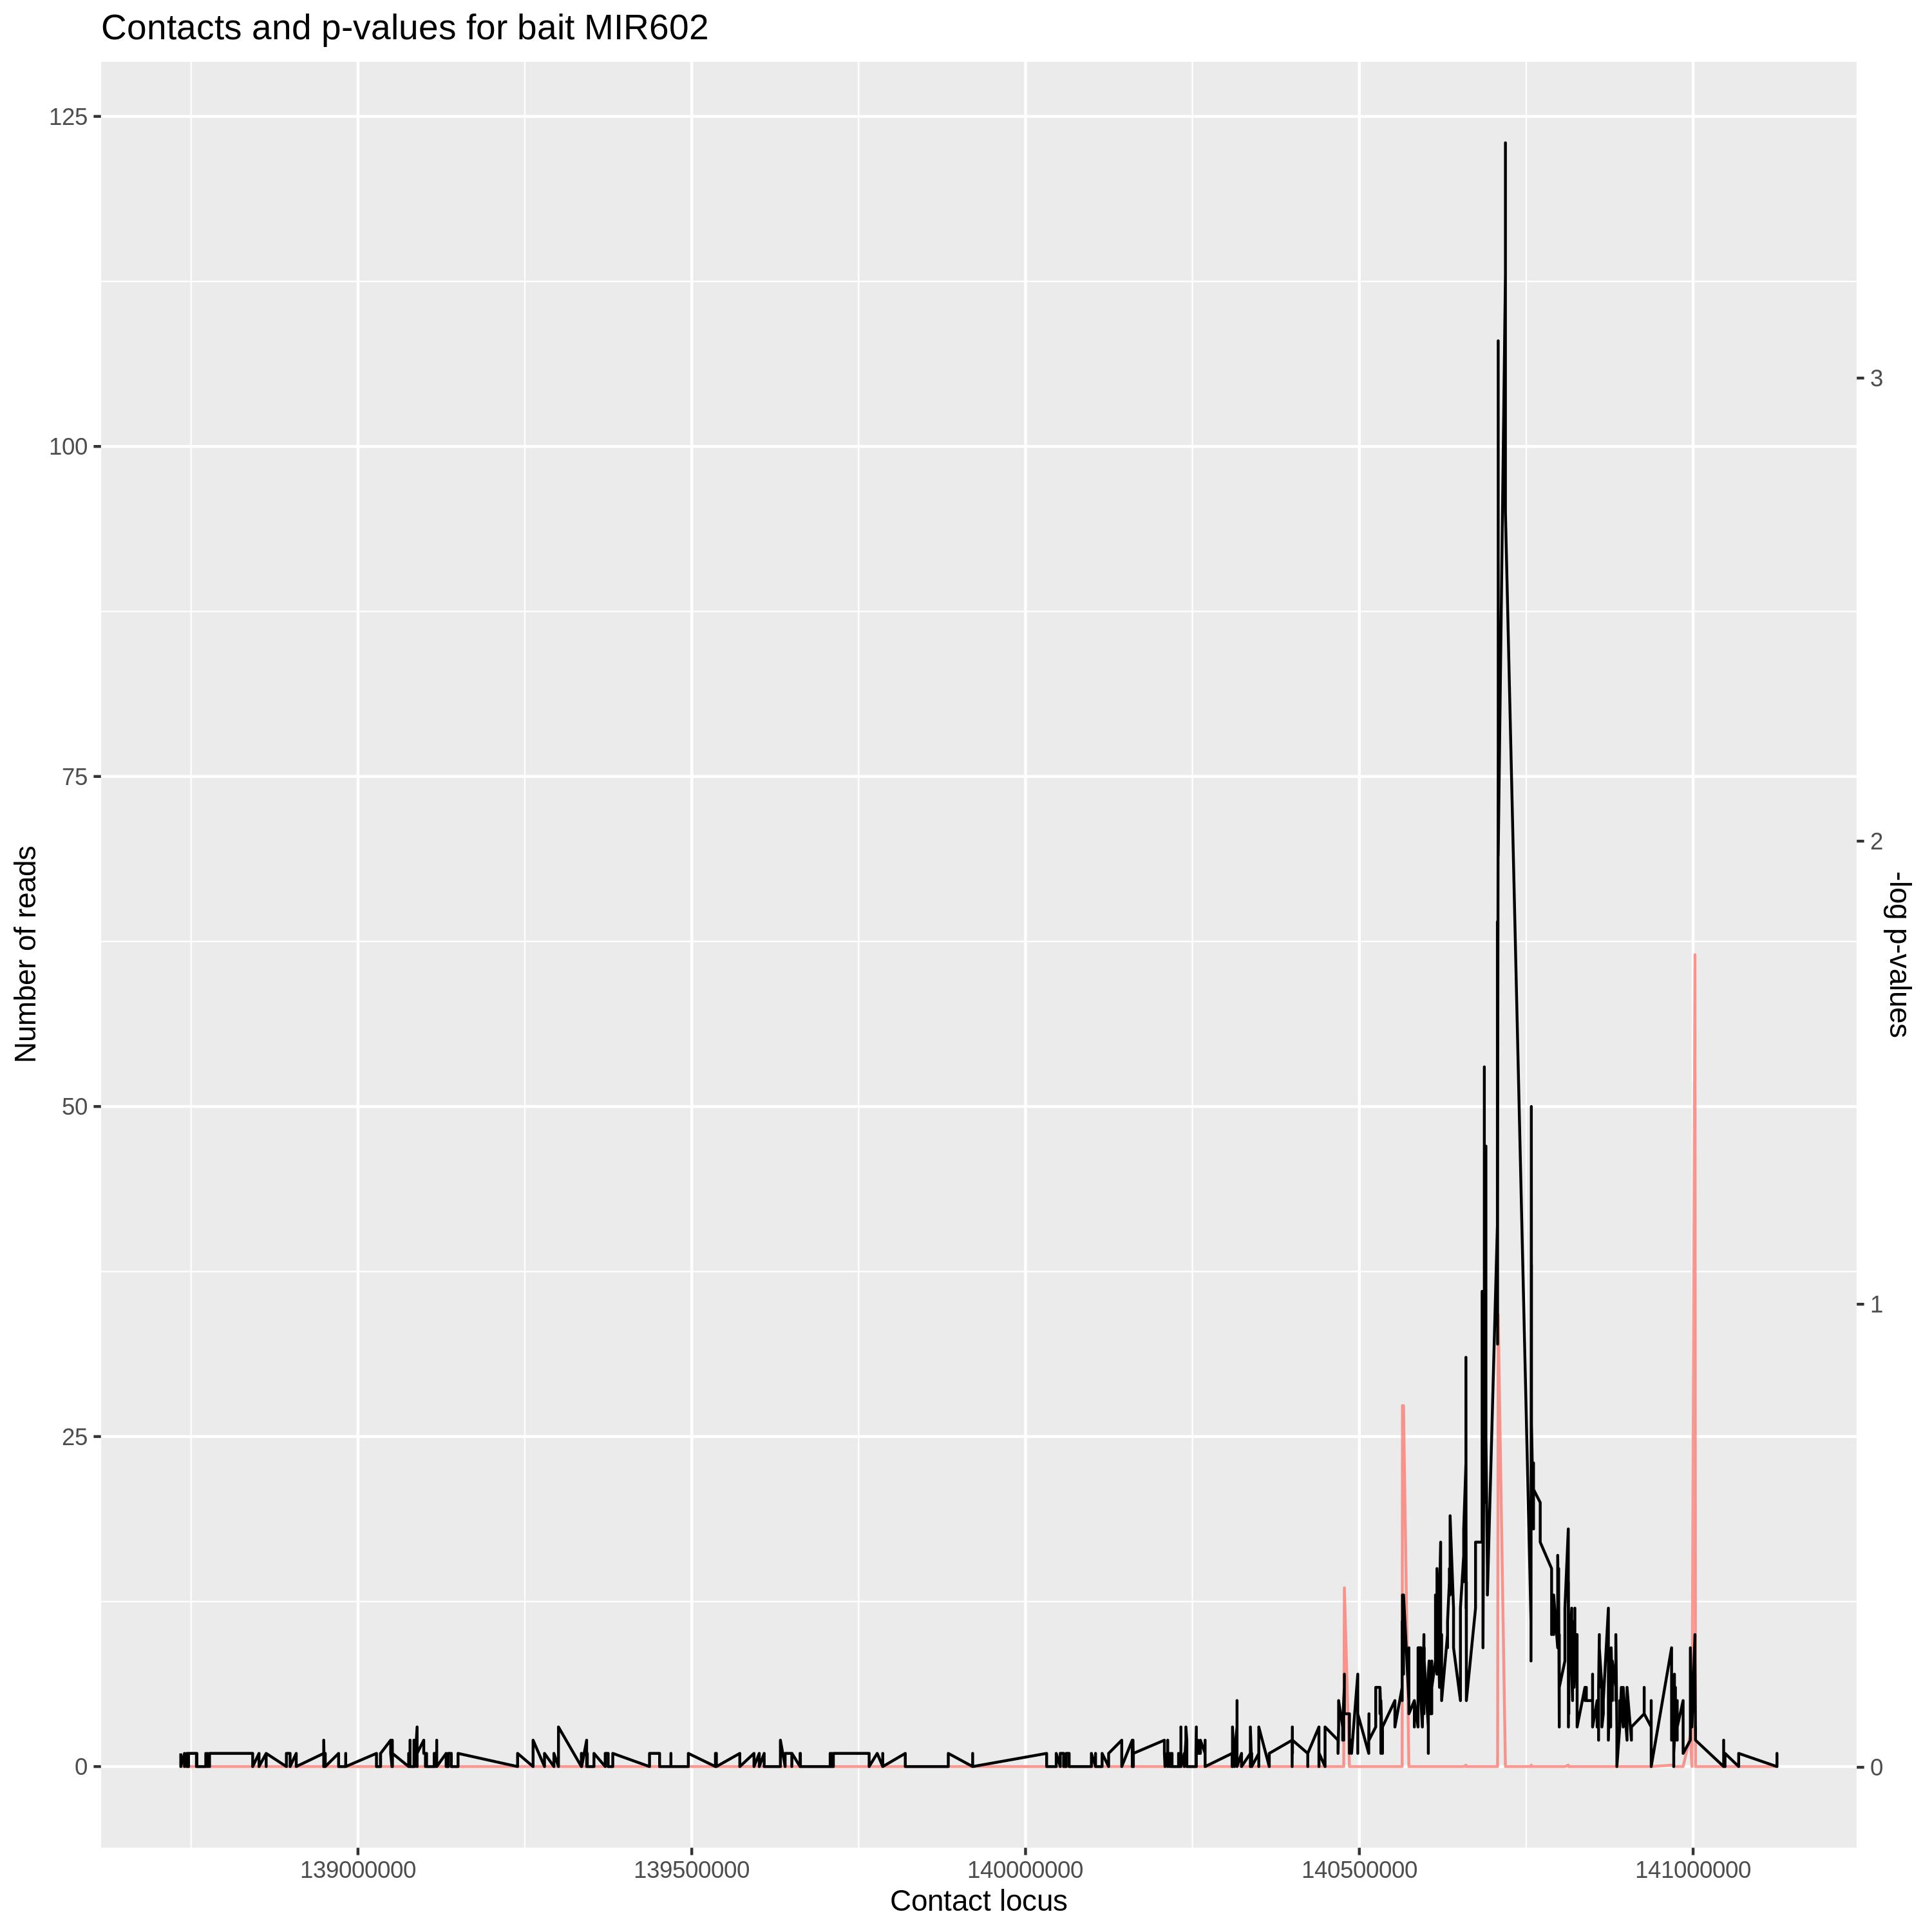 Contacts and p-values for bait MIR602
125
100
75
50
25
0
Number of reads
3
2
1
0
-log p-values
139000000 139500000 140000000 140500000 141000000
Contact locus